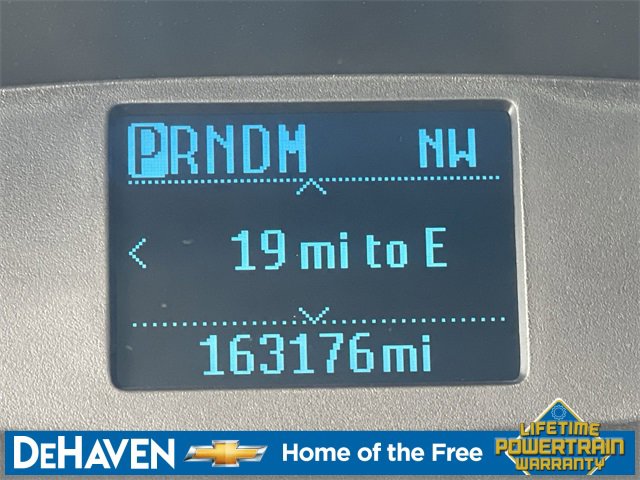 PRNDM NW
19 mi to E
163176mi
DeHAVEN Home of the Free
LIFETIME
POWERTRAIN
WARRANTY